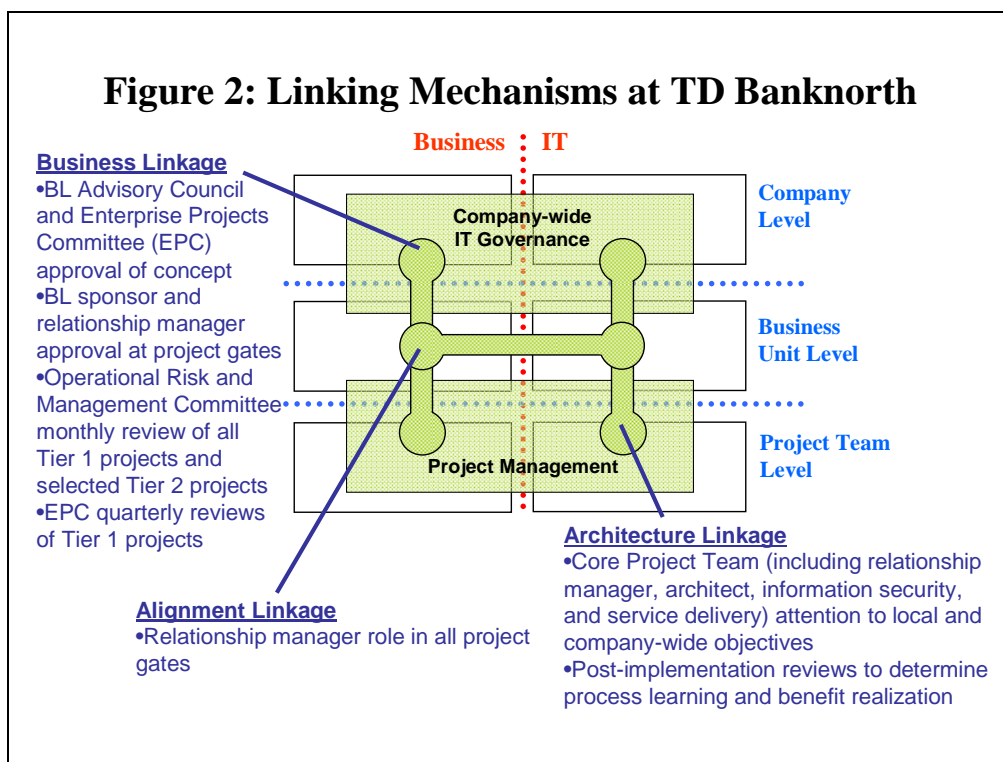 Figure 2: Linking Mechanisms at TD Banknorth
Business IT
Business Linkage
•BL Advisory Council
and Enterprise Projects
Committee (EPC)
approval of concept
•BL sponsor and
relationship manager
approval at project gates
•Operational Risk and
Management Committee
monthly review of all
Tier 1 projects and
selected Tier 2 projects
•EPC quarterly reviews
of Tier 1 projects
Company-wide
IT Governance
Company
Level
Business
Unit Level
Project Management
Project Team
Level
Alignment Linkage
•Relationship manager role in all project
gates
Architecture Linkage
•Core Project Team (including relationship
manager, architect, information security,
and service delivery) attention to local and
company-wide objectives
•Post-implementation reviews to determine
process learning and benefit realization